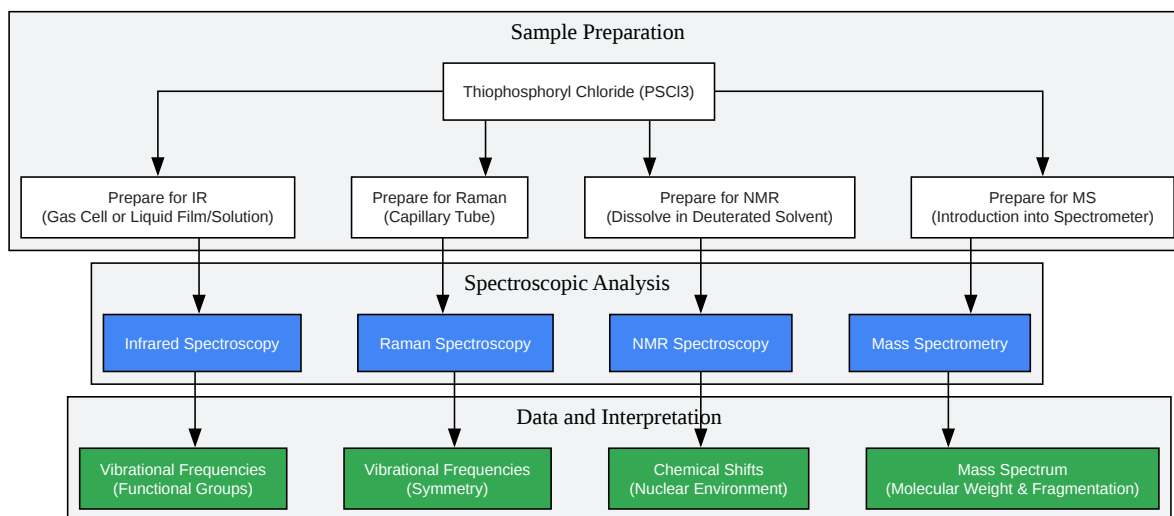 Sample Preparation
Thiophosphoryl Chloride (PSCl3)
Prepare for IR
(Gas Cell or Liquid Film/Solution)
Prepare for Raman
(Capillary Tube)
Prepare for NMR
(Dissolve in Deuterated Solvent)
Prepare for MS
(Introduction into Spectrometer)
Spectroscopic Analysis
Infrared Spectroscopy
Raman Spectroscopy
NMR Spectroscopy
Mass Spectrometry
Data and Interpretation
Vibrational Frequencies
(Functional Groups)
Vibrational Frequencies
(Symmetry)
Chemical Shifts
(Nuclear Environment)
Mass Spectrum
(Molecular Weight & Fragmentation)